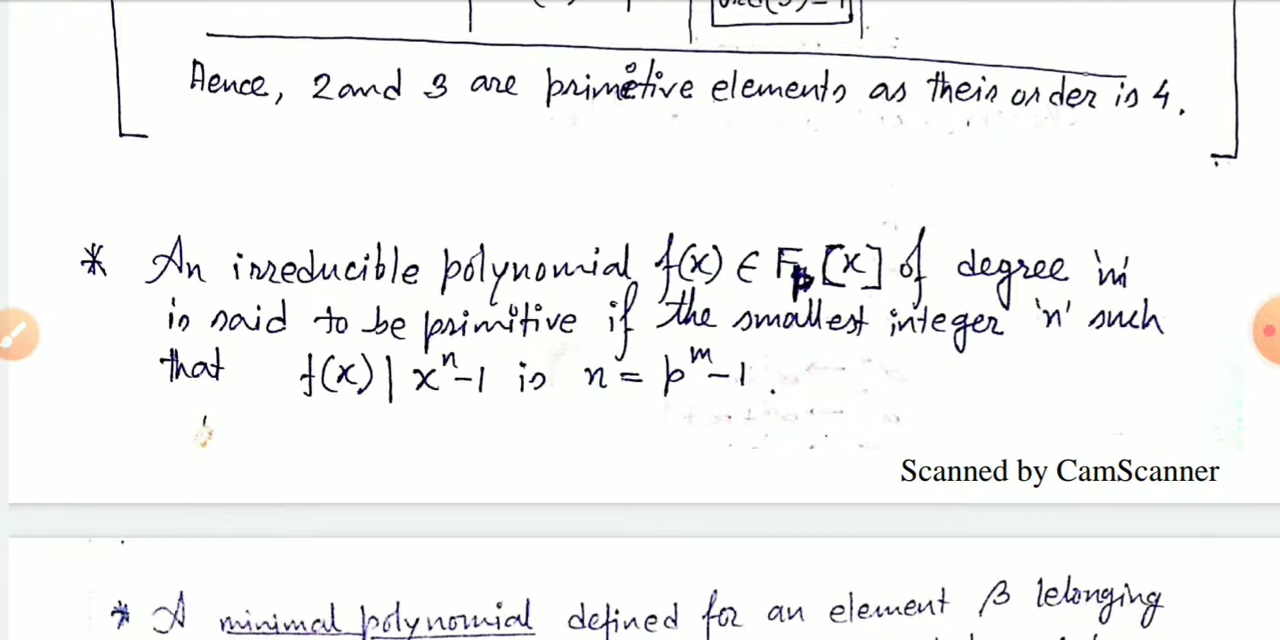 Hence, 2 and 3 are primitive elements as their order is 4.
* An irreducible polynomial f(x) ∈ Fp[x] of degree 'm'
is said to be primitive if the smallest integer 'n' such
that f(x) | xⁿ-1 is n = pᵐ-1.
Scanned by CamScanner
* A minimal polynomial defined for an element β belonging